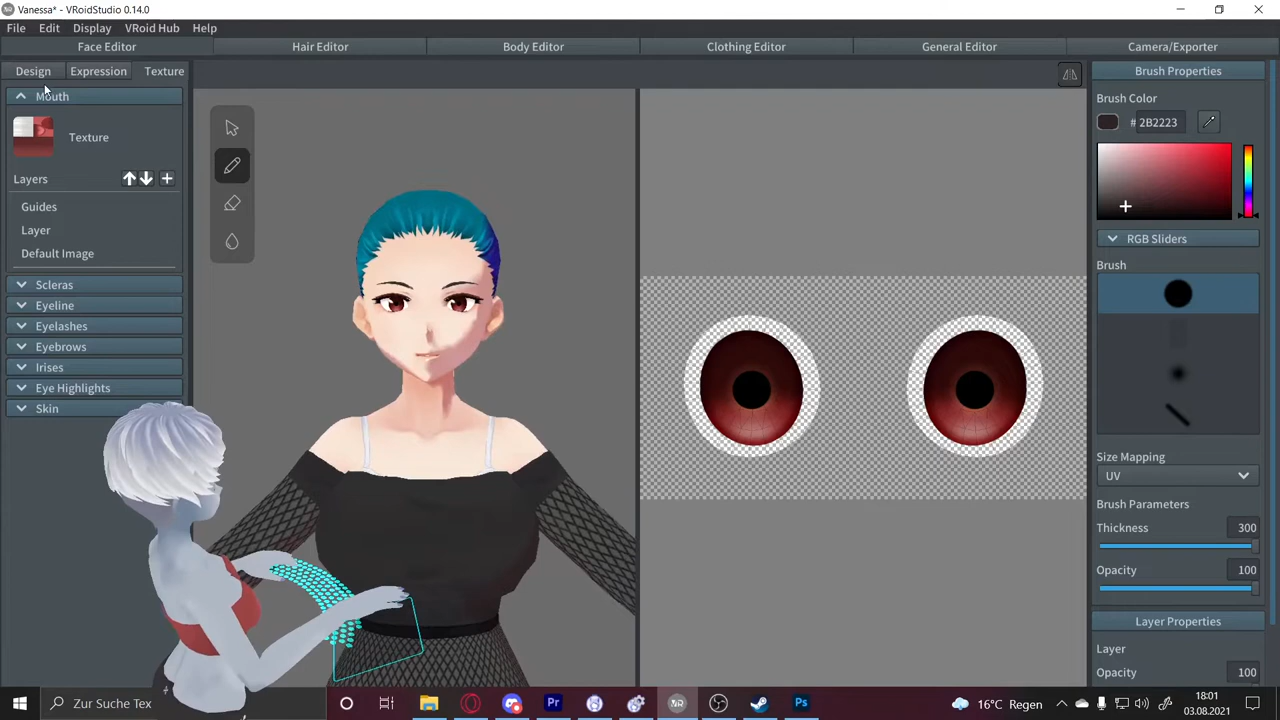 Vanessa* - VRoidStudio 0.14.0
File Edit Display VRoid Hub Help
Face Editor Hair Editor Body Editor Clothing Editor General Editor Camera/Exporter
Design Expression Texture
Mouth
Texture
Layers
Guides
Layer
Default Image
Scleras
Eyeline
Eyelashes
Eyebrows
Irises
Eye Highlights
Skin
Brush Properties
Brush Color
# 2B2223
RGB Sliders
Brush
Size Mapping
UV
Brush Parameters
Thickness 300
Opacity 100
Layer Properties
Layer
Opacity 100
Zur Suche Tex
Pr
Ps
16°C Regen
18:01
03.08.2021